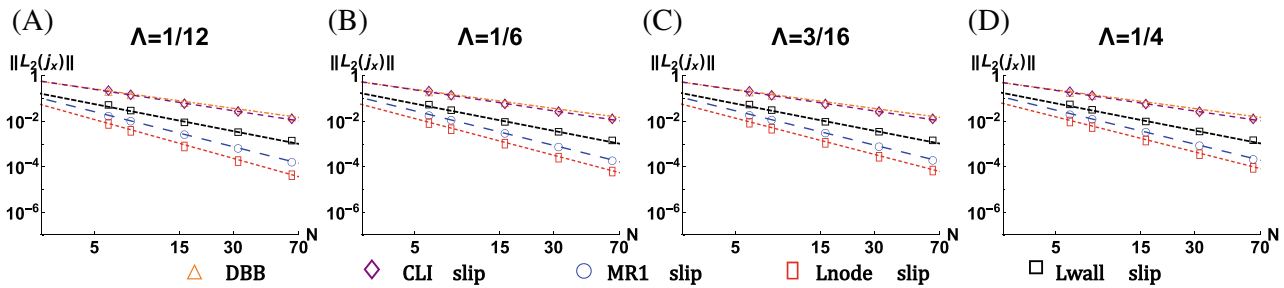 (A) Λ=1/12 (B) Λ=1/6 (C) Λ=3/16 (D) Λ=1/4
||L₂(jₓ)|| ||L₂(jₓ)|| ||L₂(jₓ)|| ||L₂(jₓ)||
1 1 1 1
10⁻² 10⁻² 10⁻² 10⁻²
10⁻⁴ 10⁻⁴ 10⁻⁴ 10⁻⁴
10⁻⁶ 10⁻⁶ 10⁻⁶ 10⁻⁶
5 15 30 70 N 5 15 30 70 N 5 15 30 70 N 5 15 30 70 N
DBB CLI slip MR1 slip Lnode slip Lwall slip